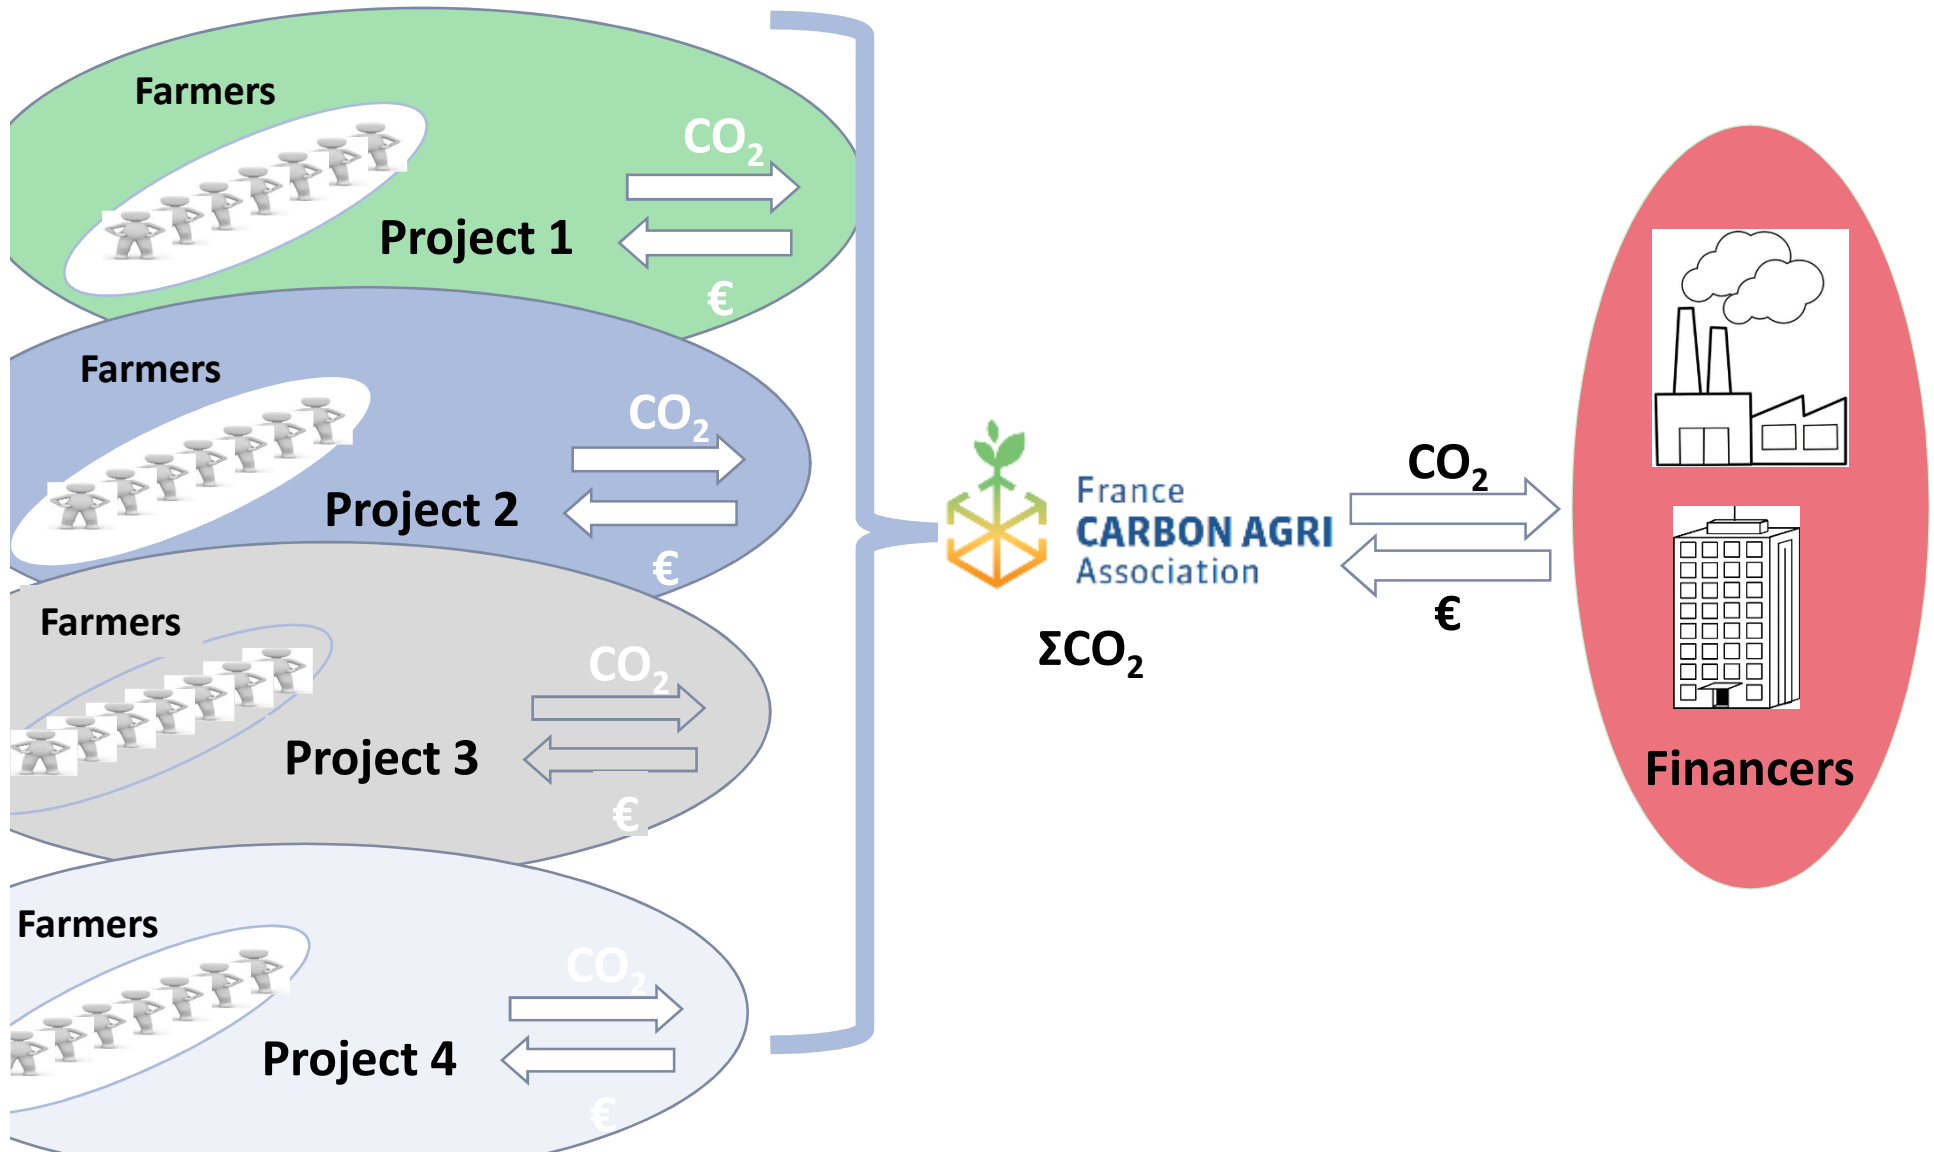 Farmers
CO₂
Project 1
€
Farmers
CO₂
Project 2
€
Farmers
CO₂
Project 3
€
Farmers
CO₂
Project 4
€
France
CARBON AGRI
Association
ΣCO₂
CO₂
€
Financers